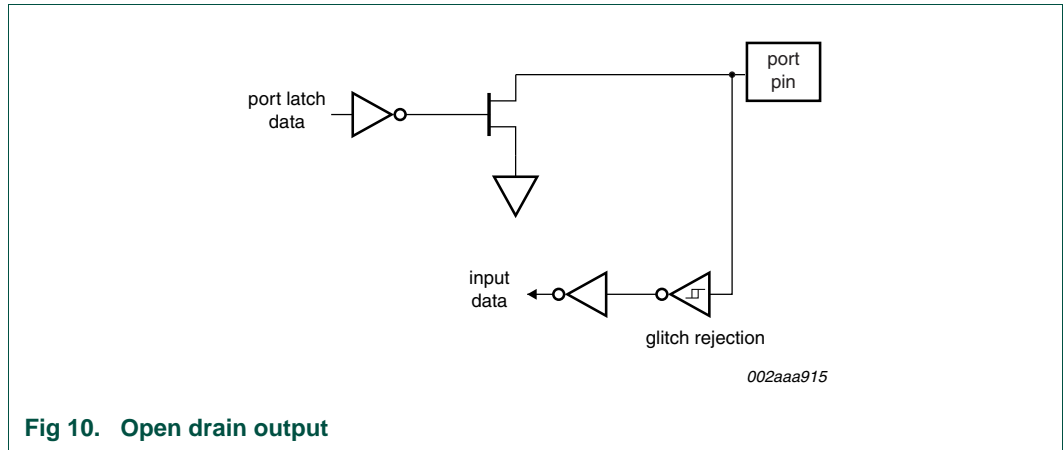 port
pin
port latch
data
input
data
glitch rejection
002aaa915
Fig 10. Open drain output